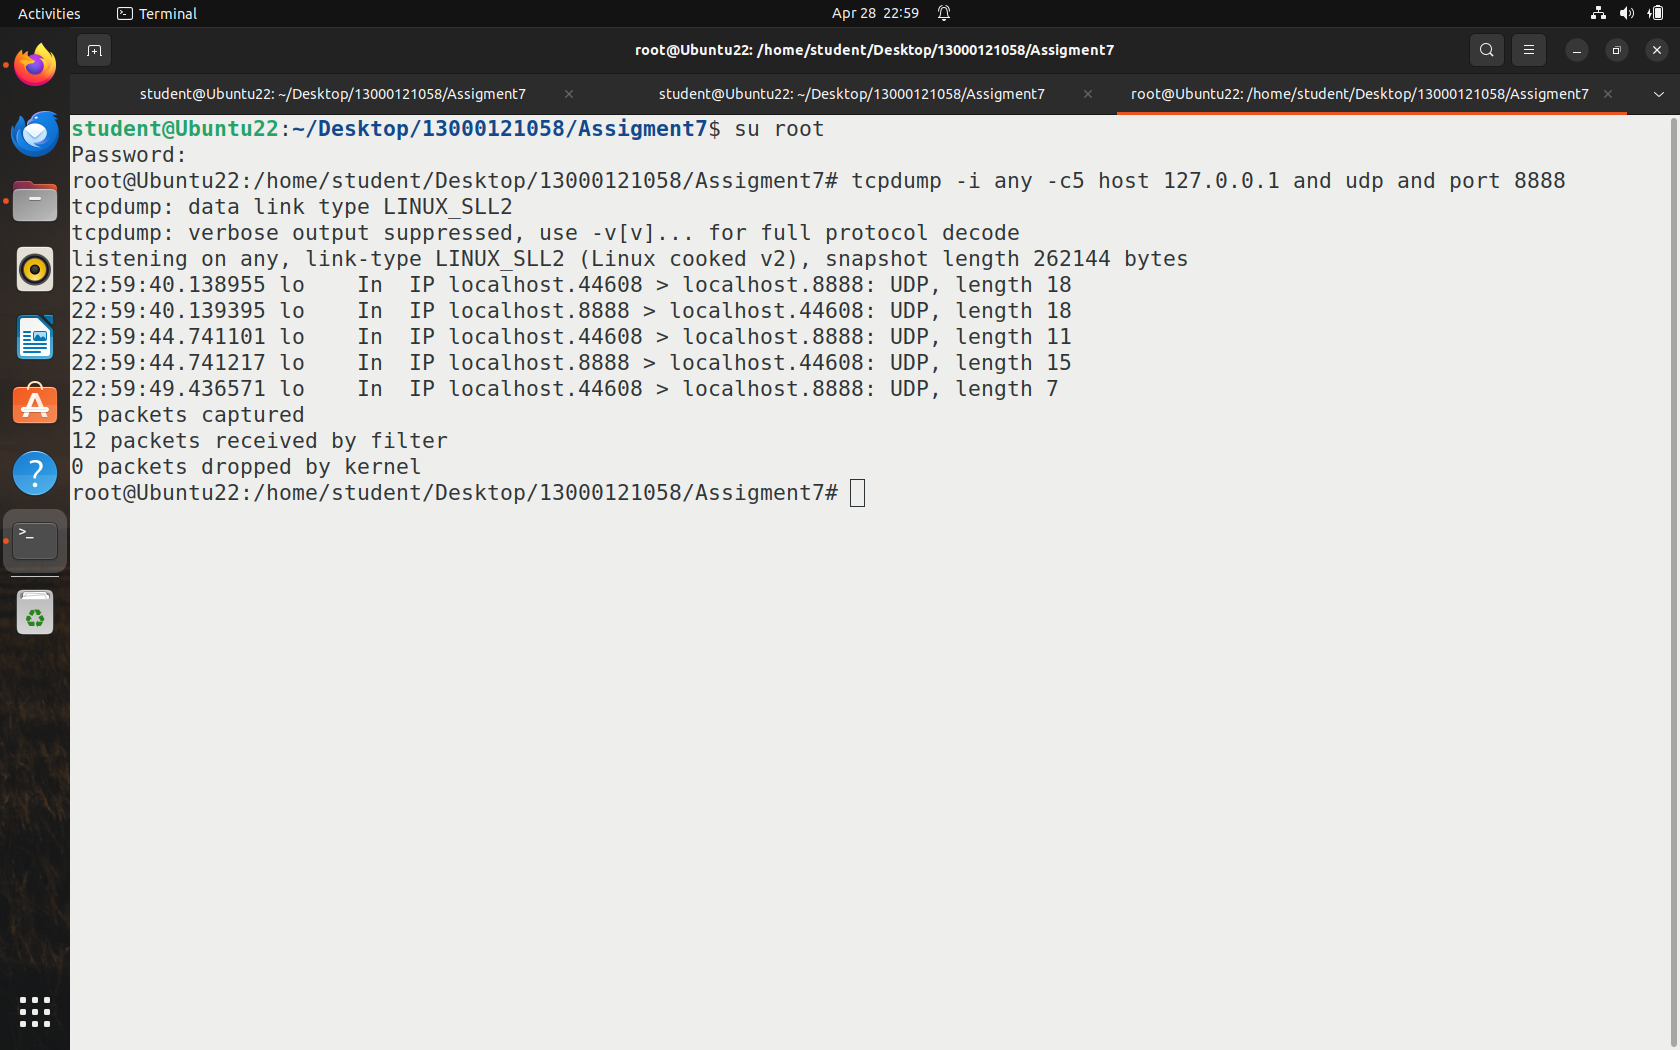 Activities
Terminal
Apr 28 22:59
root@Ubuntu22: /home/student/Desktop/13000121058/Assigment7
student@Ubuntu22: ~/Desktop/13000121058/Assigment7
student@Ubuntu22: ~/Desktop/13000121058/Assigment7
root@Ubuntu22: /home/student/Desktop/13000121058/Assigment7
student@Ubuntu22:~/Desktop/13000121058/Assigment7$ su root
Password:
root@Ubuntu22:/home/student/Desktop/13000121058/Assigment7# tcpdump -i any -c5 host 127.0.0.1 and udp and port 8888
tcpdump: data link type LINUX_SLL2
tcpdump: verbose output suppressed, use -v[v]... for full protocol decode
listening on any, link-type LINUX_SLL2 (Linux cooked v2), snapshot length 262144 bytes
22:59:40.138955 lo    In  IP localhost.44608 > localhost.8888: UDP, length 18
22:59:40.139395 lo    In  IP localhost.8888 > localhost.44608: UDP, length 18
22:59:44.741101 lo    In  IP localhost.44608 > localhost.8888: UDP, length 11
22:59:44.741217 lo    In  IP localhost.8888 > localhost.44608: UDP, length 15
22:59:49.436571 lo    In  IP localhost.44608 > localhost.8888: UDP, length 7
5 packets captured
12 packets received by filter
0 packets dropped by kernel
root@Ubuntu22:/home/student/Desktop/13000121058/Assigment7#